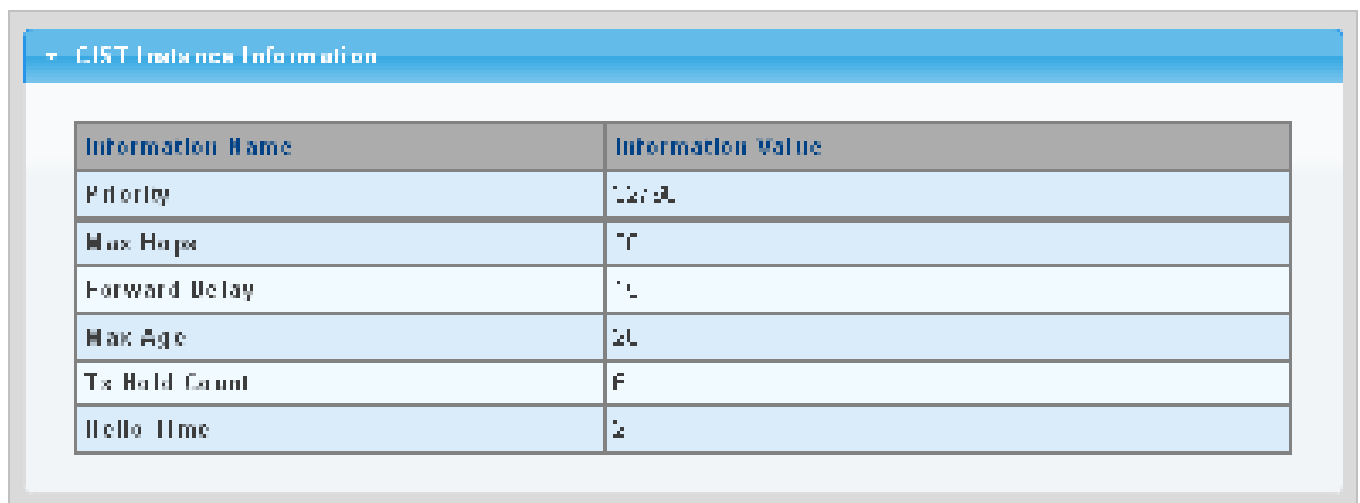 CIST Instance Information
Information Name Information Value
Priority
Max Hops
Forward Delay
Max Age 20
Tx Hold Count
Hello Time 2